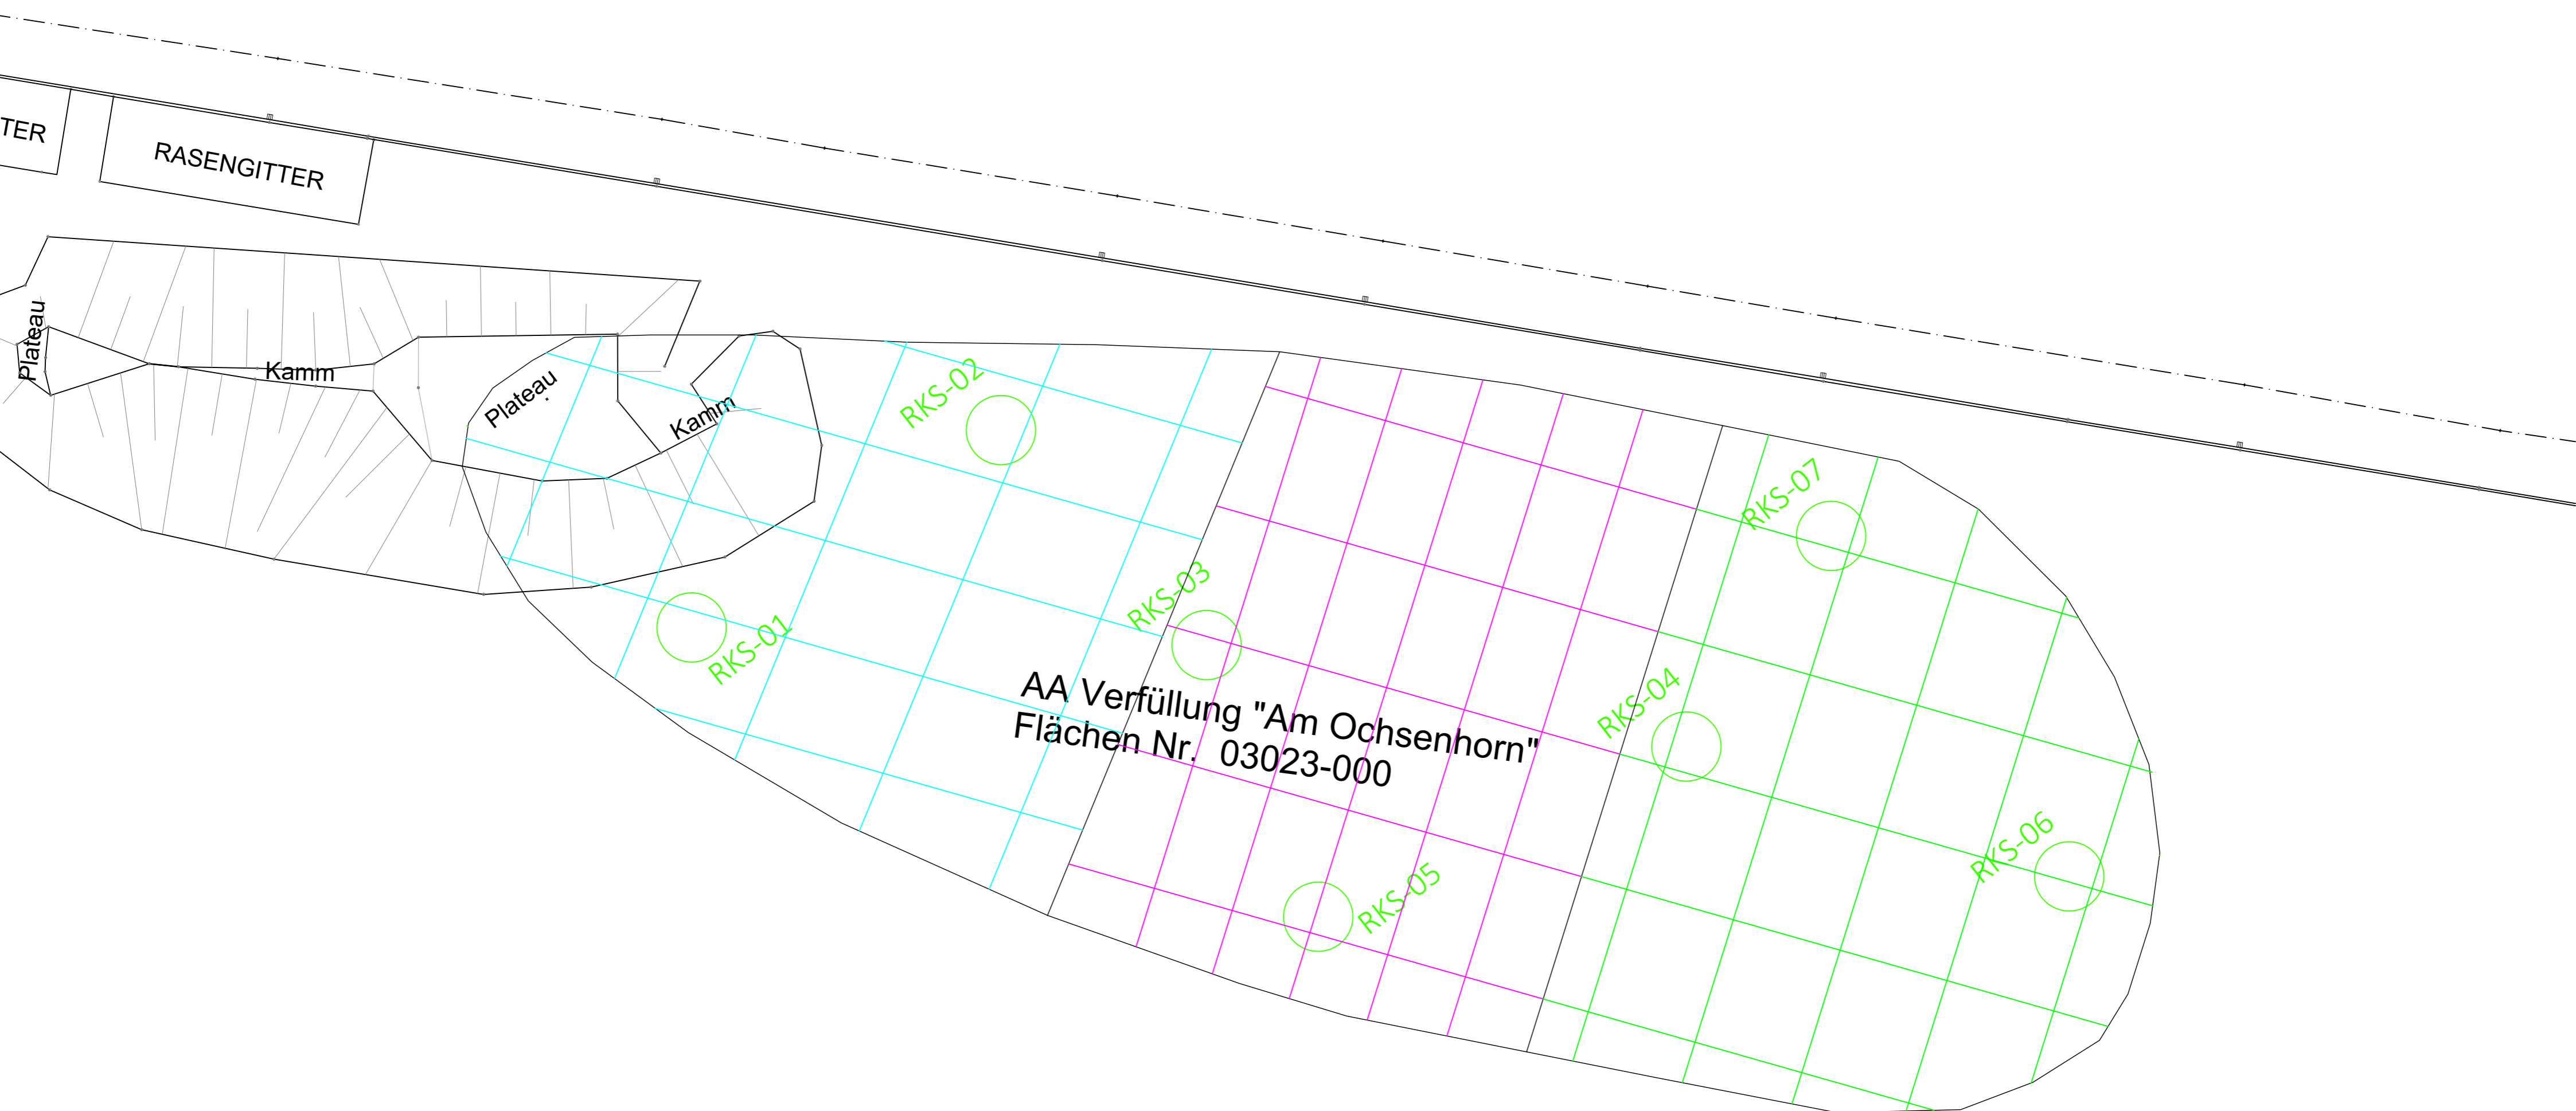 TER
RASENGITTER
Plateau
Kamm
Plateau
Kamm
RKS-02
RKS-01
RKS-03
RKS-07
RKS-04
AA Verfüllung "Am Ochsenhorn"
Flächen Nr. 03023-000
RKS-05
RKS-06